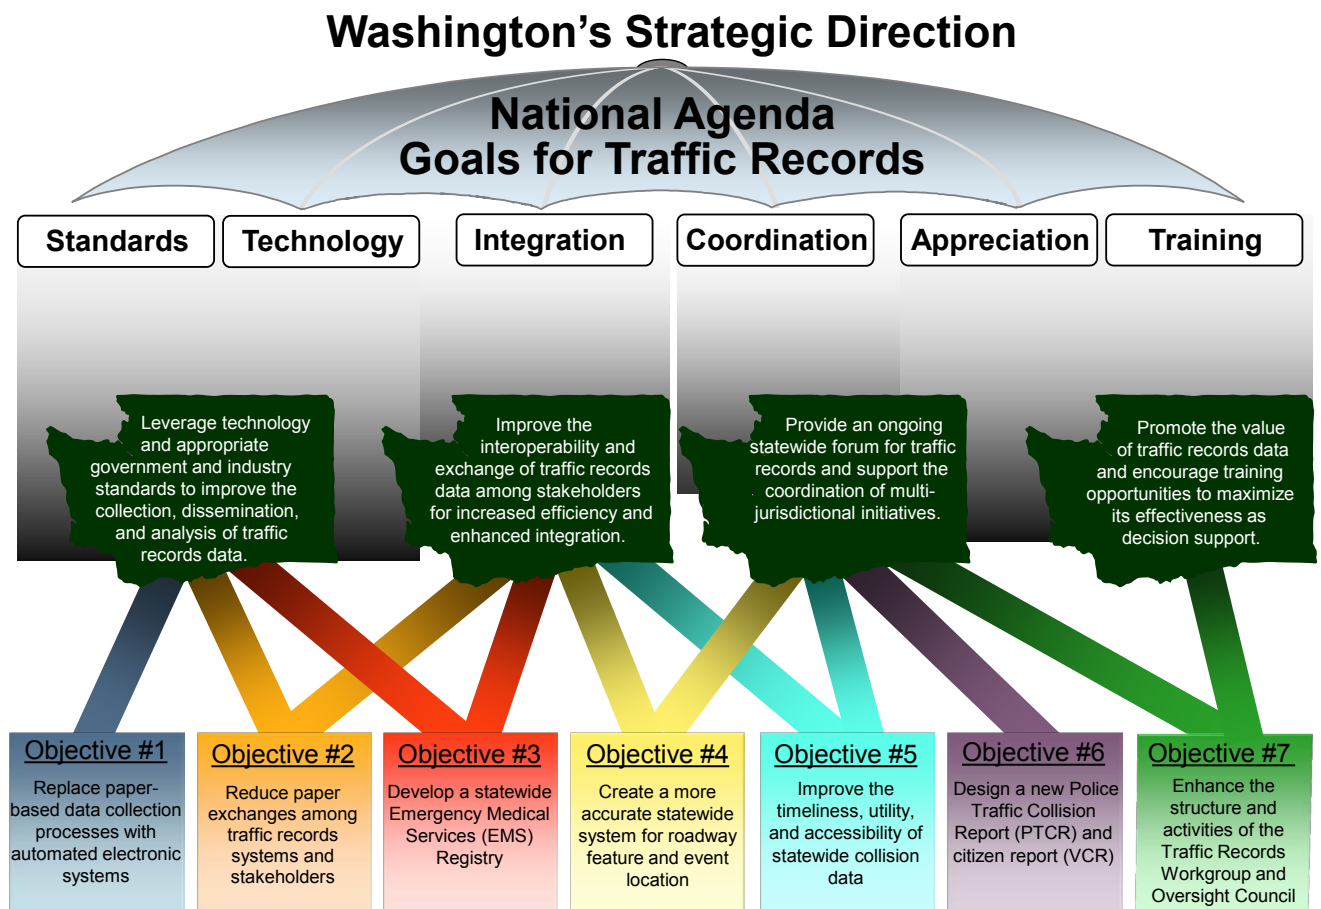 Washington’s Strategic Direction
National Agenda
Goals for Traffic Records
Standards
Technology
Integration
Coordination
Appreciation
Training
Leverage technology
and appropriate
government and industry
standards to improve the
collection, dissemination,
and analysis of traffic
records data.
Improve the
interoperability and
exchange of traffic records
data among stakeholders
for increased efficiency and
enhanced integration.
Provide an ongoing
statewide forum for traffic
records and support the
coordination of multi-
jurisdictional initiatives.
Promote the value
of traffic records data
and encourage training
opportunities to maximize
its effectiveness as
decision support.
Objective #1
Replace paper-
based data collection
processes with
automated electronic
systems
Objective #2
Reduce paper
exchanges among
traffic records
systems and
stakeholders
Objective #3
Develop a statewide
Emergency Medical
Services (EMS)
Registry
Objective #4
Create a more
accurate statewide
system for roadway
feature and event
location
Objective #5
Improve the
timeliness, utility,
and accessibility of
statewide collision
data
Objective #6
Design a new Police
Traffic Collision
Report (PTCR) and
citizen report (VCR)
Objective #7
Enhance the
structure and
activities of the
Traffic Records
Workgroup and
Oversight Council